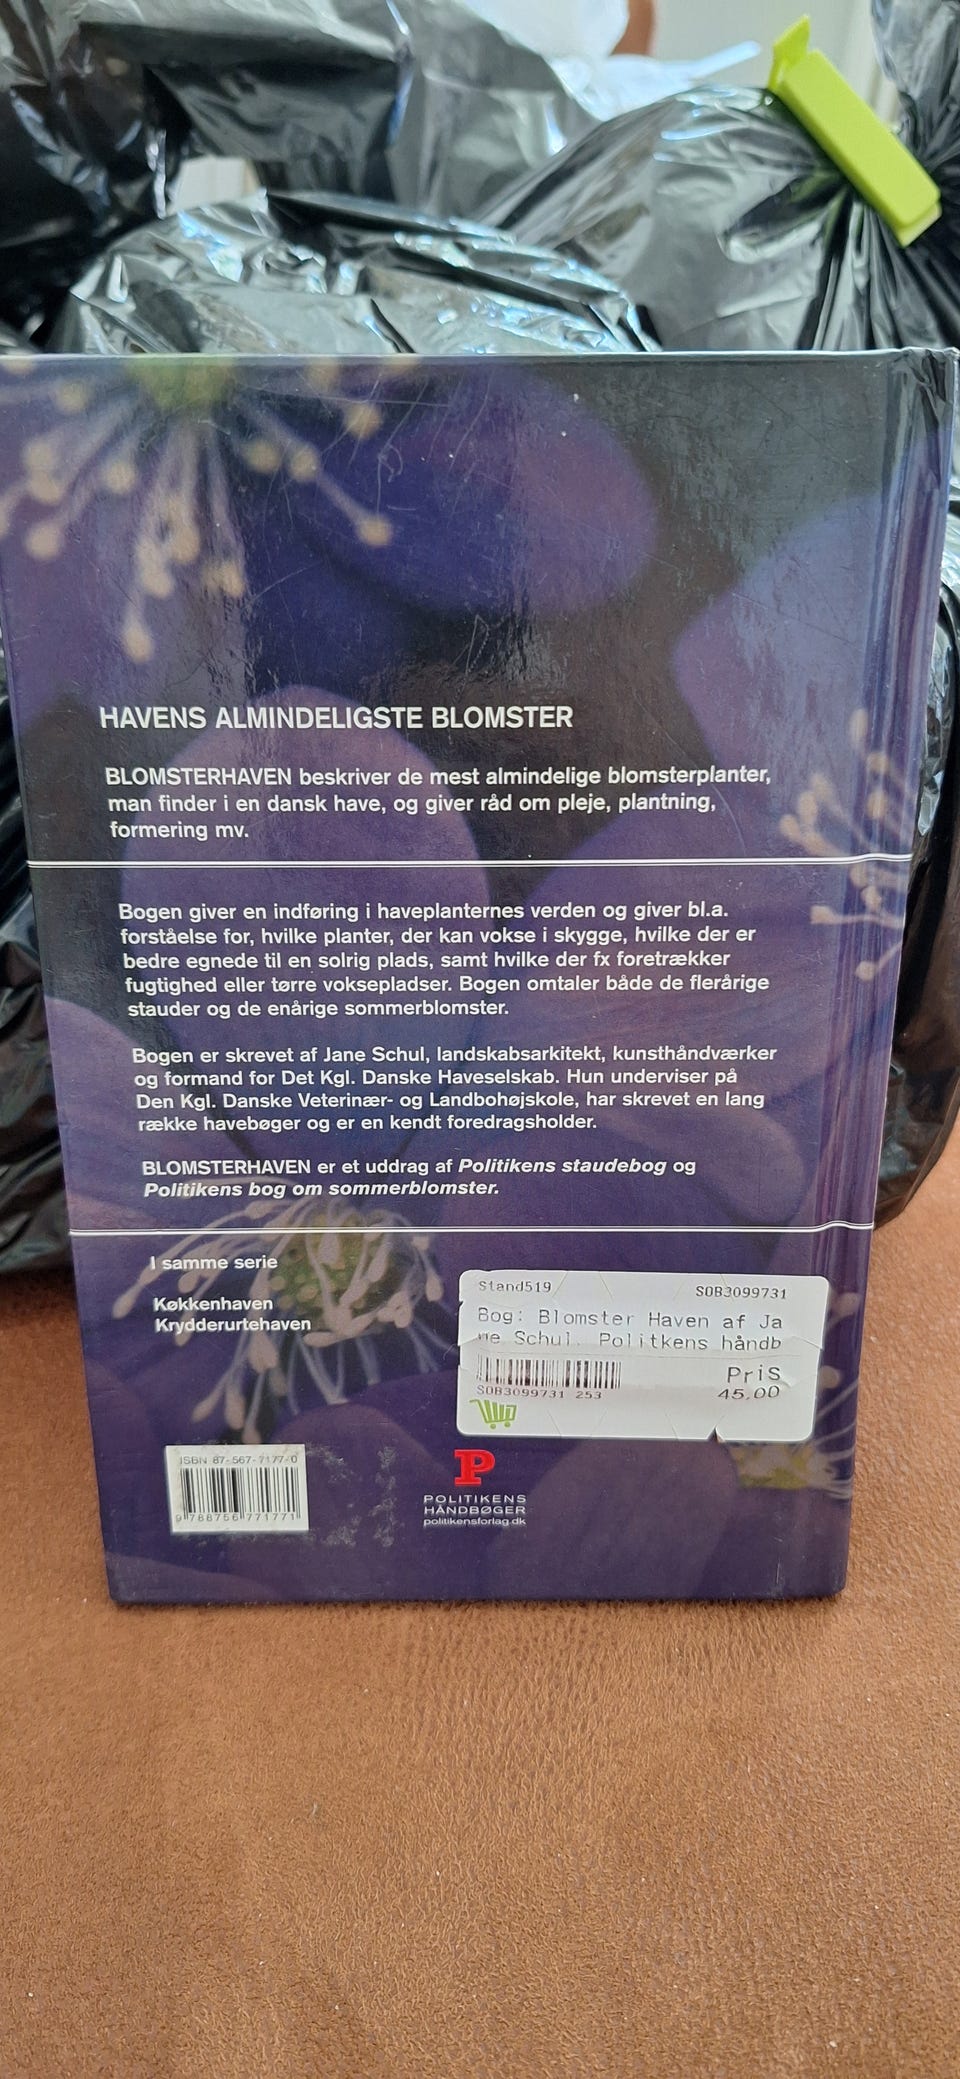 HAVENS ALMINDELIGSTE BLOMSTER
BLOMSTERHAVEN beskriver de mest almindelige blomsterplanter,
man finder i en dansk have, og giver råd om pleje, plantning,
formering mv.
Bogen giver en indføring i haveplanternes verden og giver bl.a.
forståelse for, hvilke planter, der kan vokse i skygge, hvilke der er
bedre egnede til en solrig plads, samt hvilke der fx foretrækker
fugtighed eller tørre voksepladser. Bogen omtaler både de flerårige
stauder og de enårige sommerblomster.
Bogen er skrevet af Jane Schul, landskabsarkitekt, kunsthåndværker
og formand for Det Kgl. Danske Haveselskab. Hun underviser på
Den Kgl. Danske Veterinær- og Landbohøjskole, har skrevet en lang
række havebøger og er en kendt foredragsholder.
BLOMSTERHAVEN er et uddrag af Politikens staudebog og
Politikens bog om sommerblomster.
I samme serie
Køkkenhaven
Krydderurtehaven
Stand519 SOB3099731
Bog: Blomster Haven af Ja
ne Schul. Politkens håndb
PriS
SOB3099731 253 45,00
ISBN 87-567-7177-0
9 788756 771771
P
POLITIKENS
HÅNDBØGER
politikensforlag.dk